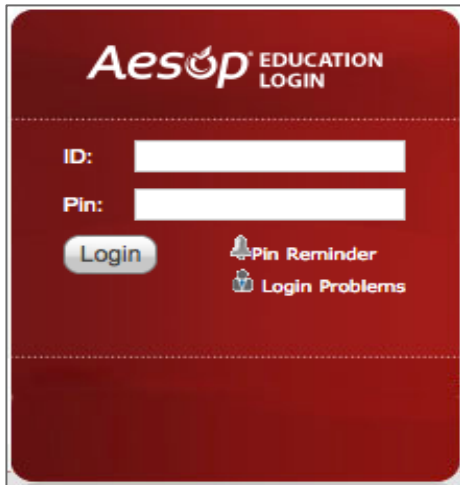 Aesop® EDUCATION
LOGIN
ID:
Pin:
Login
Pin Reminder
Login Problems